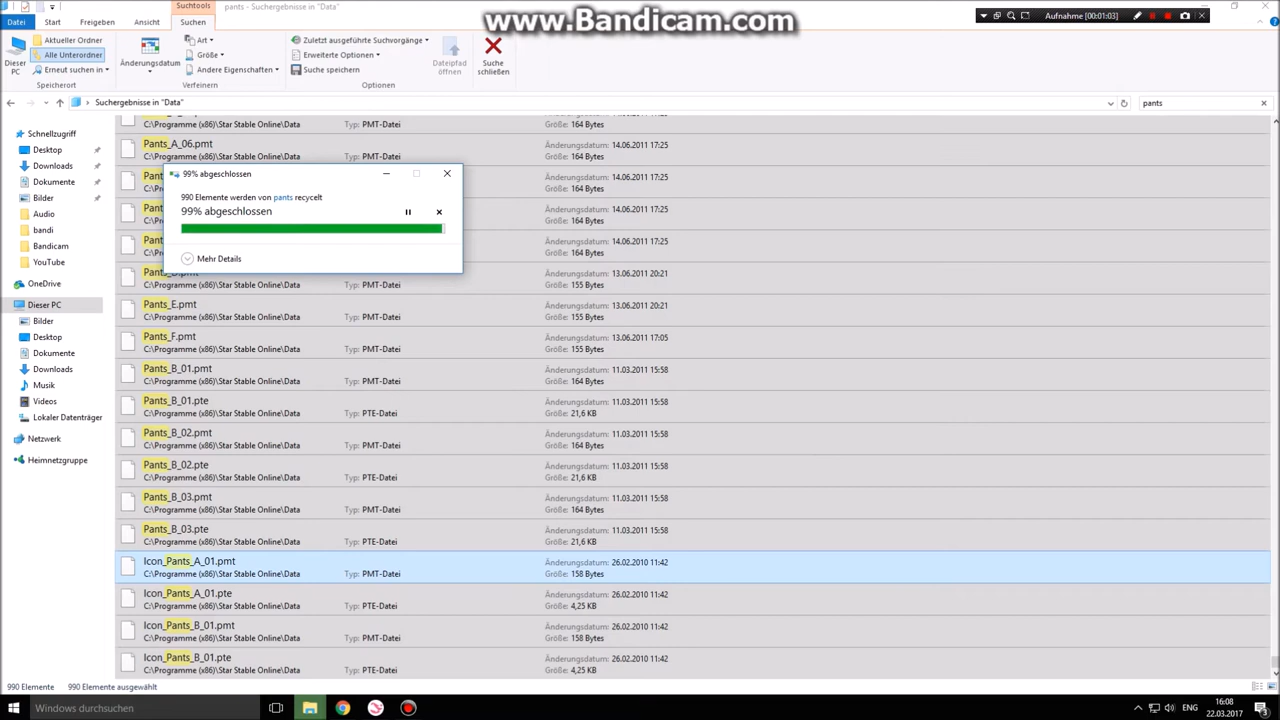 Suchtools pants - Suchergebnisse in "Data"
www.Bandicam.com
Aufnahme [00:01:03]
Datei Start Freigeben Ansicht Suchen
Aktueller Ordner
Alle Unterordner
Erneut suchen in
Dieser PC
Änderungsdatum
Art
Größe
Andere Eigenschaften
Zuletzt ausgeführte Suchvorgänge
Erweiterte Optionen
Suche speichern
Dateipfad öffnen
Suche schließen
Speicherort Verfeinern Optionen
Suchergebnisse in "Data" pants
Schnellzugriff
Desktop
Downloads
Dokumente
Bilder
Audio
bandi
Bandicam
YouTube
OneDrive
Dieser PC
Bilder
Desktop
Dokumente
Downloads
Musik
Videos
Lokaler Datenträger
Netzwerk
Heimnetzgruppe
C:\Programme (x86)\Star Stable Online\Data Typ: PMT-Datei Größe: 164 Bytes
Pants_A_06.pmt Änderungsdatum: 14.06.2011 17:25
C:\Programme (x86)\Star Stable Online\Data Typ: PMT-Datei Größe: 164 Bytes
Pants Änderungsdatum: 14.06.2011 17:25
Größe: 164 Bytes
Pants Änderungsdatum: 14.06.2011 17:25
Größe: 164 Bytes
Pants Änderungsdatum: 14.06.2011 17:25
Größe: 164 Bytes
99% abgeschlossen
990 Elemente werden von pants recycelt
99% abgeschlossen
Mehr Details
Pants_D.pmt Änderungsdatum: 13.06.2011 20:21
C:\Programme (x86)\Star Stable Online\Data Typ: PMT-Datei Größe: 155 Bytes
Pants_E.pmt Änderungsdatum: 13.06.2011 20:21
C:\Programme (x86)\Star Stable Online\Data Typ: PMT-Datei Größe: 155 Bytes
Pants_F.pmt Änderungsdatum: 13.06.2011 17:05
C:\Programme (x86)\Star Stable Online\Data Typ: PMT-Datei Größe: 155 Bytes
Pants_B_01.pmt Änderungsdatum: 11.03.2011 15:58
C:\Programme (x86)\Star Stable Online\Data Typ: PMT-Datei Größe: 164 Bytes
Pants_B_01.pte Änderungsdatum: 11.03.2011 15:58
C:\Programme (x86)\Star Stable Online\Data Typ: PTE-Datei Größe: 21,6 KB
Pants_B_02.pmt Änderungsdatum: 11.03.2011 15:58
C:\Programme (x86)\Star Stable Online\Data Typ: PMT-Datei Größe: 164 Bytes
Pants_B_02.pte Änderungsdatum: 11.03.2011 15:58
C:\Programme (x86)\Star Stable Online\Data Typ: PTE-Datei Größe: 21,6 KB
Pants_B_03.pmt Änderungsdatum: 11.03.2011 15:58
C:\Programme (x86)\Star Stable Online\Data Typ: PMT-Datei Größe: 164 Bytes
Pants_B_03.pte Änderungsdatum: 11.03.2011 15:58
C:\Programme (x86)\Star Stable Online\Data Typ: PTE-Datei Größe: 21,6 KB
Icon_Pants_A_01.pmt Änderungsdatum: 26.02.2010 11:42
C:\Programme (x86)\Star Stable Online\Data Typ: PMT-Datei Größe: 158 Bytes
Icon_Pants_A_01.pte Änderungsdatum: 26.02.2010 11:42
C:\Programme (x86)\Star Stable Online\Data Typ: PTE-Datei Größe: 4,25 KB
Icon_Pants_B_01.pmt Änderungsdatum: 26.02.2010 11:42
C:\Programme (x86)\Star Stable Online\Data Typ: PMT-Datei Größe: 158 Bytes
Icon_Pants_B_01.pte Änderungsdatum: 26.02.2010 11:42
C:\Programme (x86)\Star Stable Online\Data Typ: PTE-Datei Größe: 4,25 KB
990 Elemente 990 Elemente ausgewählt
Windows durchsuchen ENG 16:08
22.03.2017
3